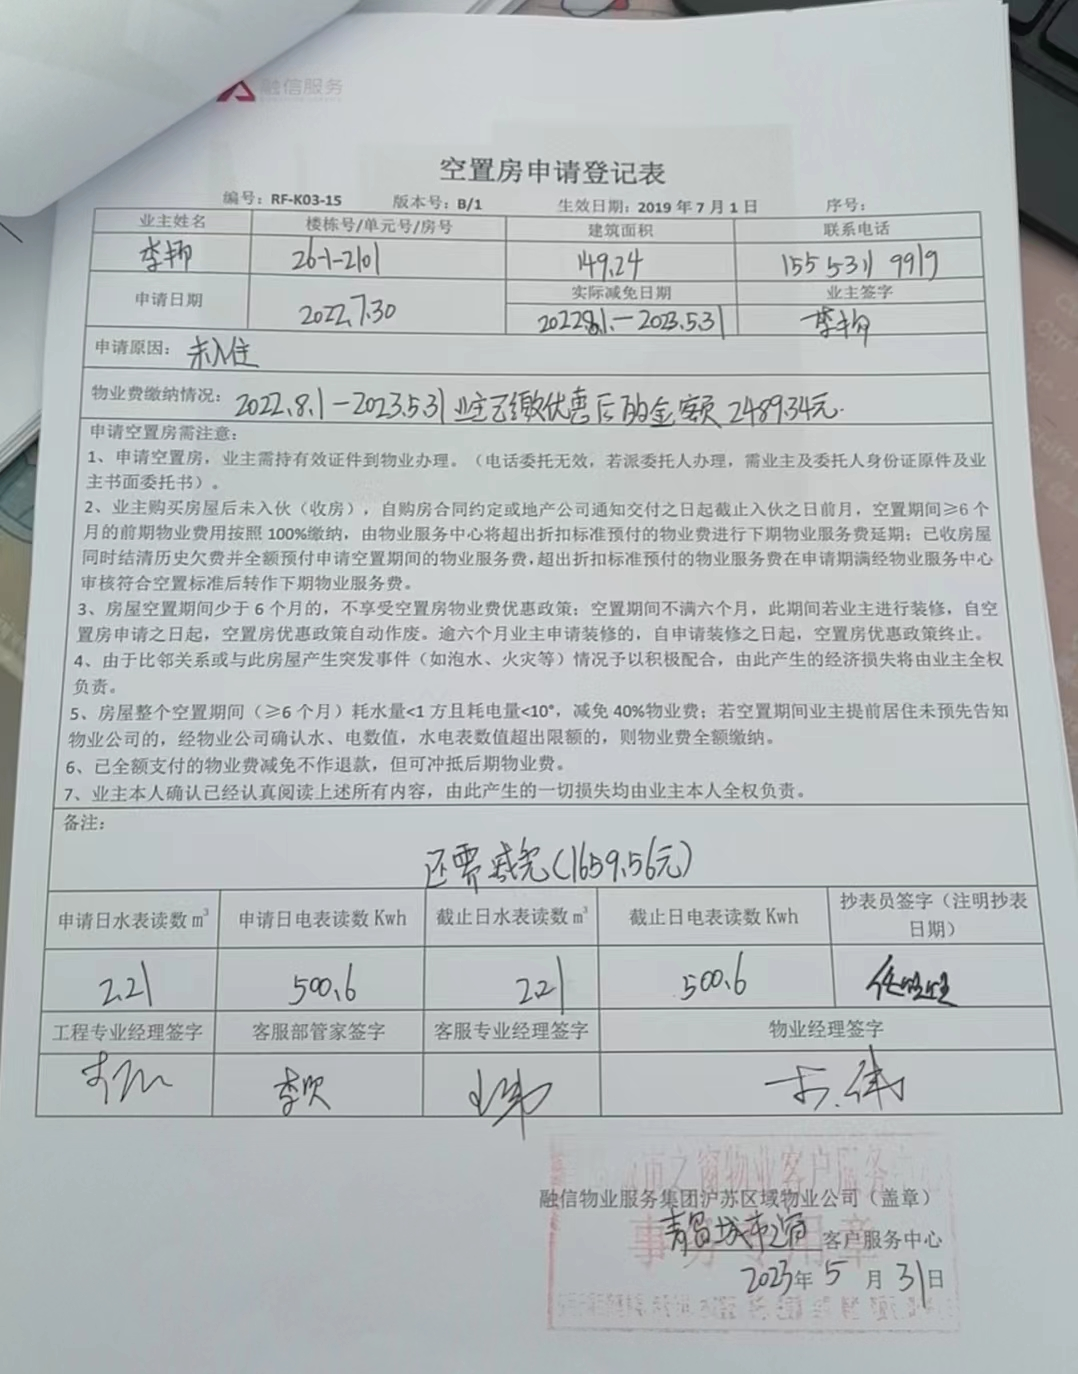 融信服务
空置房申请登记表
编号：RF-K03-15 版本号：B/1 生效日期：2019年7月1日 序号：
业主姓名 楼栋号/单元号/房号 建筑面积 联系电话
李 26-1-2101 149.24 155 5311 9919
申请日期 2022.7.30 实际减免日期 业主签字
2022.8.1.—2023.5.31 李
申请原因：未入住
物业费缴纳情况：2022.8.1—2023.5.31业主已缴优惠后的金额2489.34元.
申请空置房需注意：
1、申请空置房，业主需持有效证件到物业办理。（电话委托无效，若派委托人办理，需业主及委托人身份证原件及业
主书面委托书）。
2、业主购买房屋后未入伙（收房），自购房合同约定或地产公司通知交付之日起截止入伙之日前月，空置期间≥6个
月的前期物业费用按照100%缴纳，由物业服务中心将超出折扣标准预付的物业费进行下期物业服务费延期；已收房屋
同时结清历史欠费并全额预付申请空置期间的物业服务费，超出折扣标准预付的物业服务费在申请期满经物业服务中心
审核符合空置标准后转作下期物业服务费。
3、房屋空置期间少于6个月的，不享受空置房物业费优惠政策；空置期间不满六个月，此期间若业主进行装修，自空
置房申请之日起，空置房优惠政策自动作废。逾六个月业主申请装修的，自申请装修之日起，空置房优惠政策终止。
4、由于比邻关系或与此房屋产生突发事件（如泡水、火灾等）情况予以积极配合，由此产生的经济损失将由业主全权
负责。
5、房屋整个空置期间（≥6个月）耗水量<1方且耗电量<10°，减免40%物业费；若空置期间业主提前居住未预先告知
物业公司的，经物业公司确认水、电数值，水电表数值超出限额的，则物业费全额缴纳。
6、已全额支付的物业费减免不作退款，但可冲抵后期物业费。
7、业主本人确认已经认真阅读上述所有内容，由此产生的一切损失均由业主本人全权负责。
备注：
还需减免（1659.56元）
申请日水表读数m³ 申请日电表读数Kwh 截止日水表读数m³ 截止日电表读数Kwh 抄表员签字（注明抄表
日期）
2.21 500.6 2.21 500.6
工程专业经理签字 客服部管家签字 客服专业经理签字 物业经理签字
李欢
城市之窗物业客户服务
融信物业服务集团沪苏区域物业公司（盖章）
青岛城市之窗 客户服务中心
事务专用章
2023年5月31日